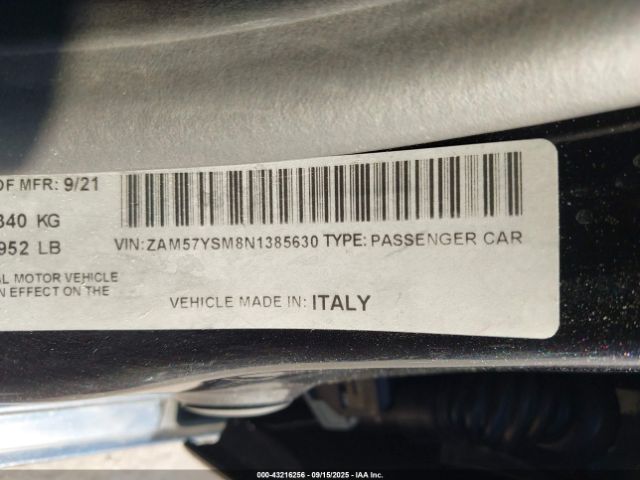 OF MFR: 9/21
340 KG
952 LB
VIN:ZAM57YSM8N1385630 TYPE: PASSENGER CAR
MOTOR VEHICLE
EFFECT ON THE
VEHICLE MADE IN: ITALY
000-43216256 - 09/15/2025 - IAA Inc.